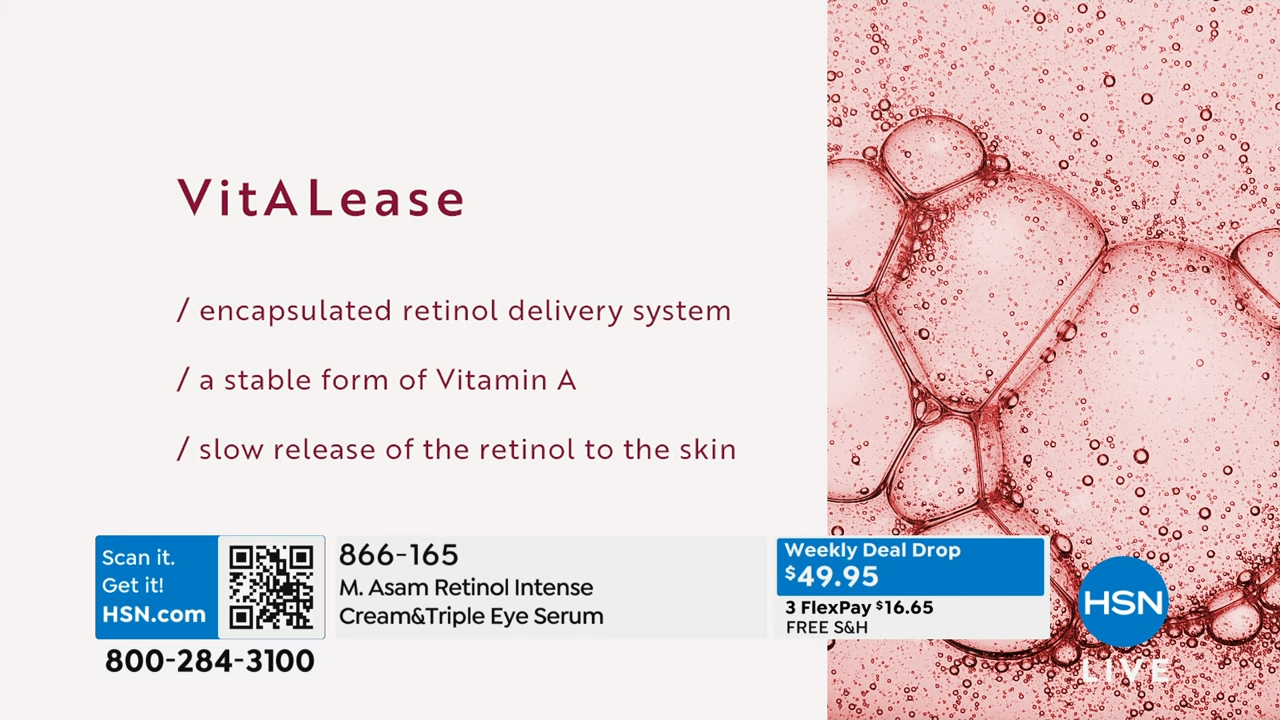 VitALease
/ encapsulated retinol delivery system
/ a stable form of Vitamin A
/ slow release of the retinol to the skin
Scan it.
Get it!
HSN.com
800-284-3100
866-165
M. Asam Retinol Intense
Cream&Triple Eye Serum
Weekly Deal Drop
$49.95
3 FlexPay $16.65
FREE S&H
HSN
LIVE